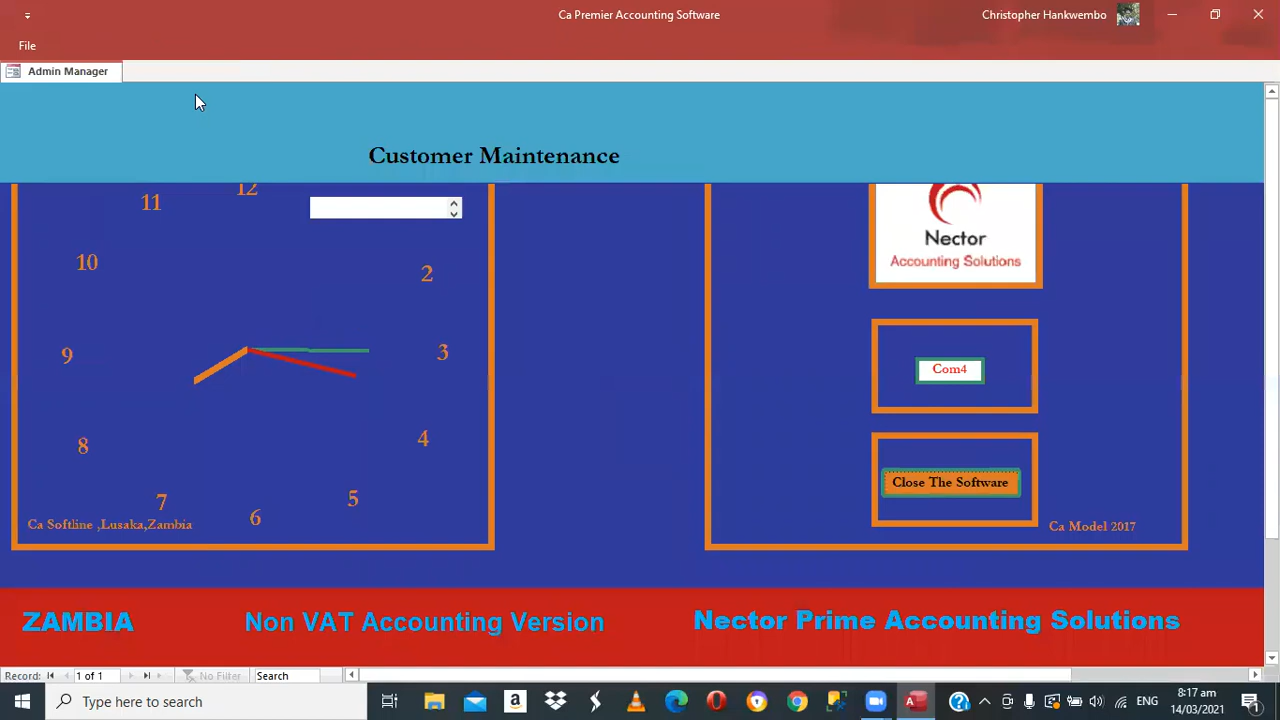 Ca Premier Accounting Software
Christopher Hankwembo
File
Admin Manager
Customer Maintenance
12
11
10
2
9
3
8
4
7
6
5
Ca Softline ,Lusaka,Zambia
Nector
Accounting Solutions
Com4
Close The Software
Ca Model 2017
ZAMBIA
Non VAT Accounting Version
Nector Prime Accounting Solutions
Record:
1 of 1
No Filter
Search
Type here to search
ENG
8:17 am
14/03/2021
1